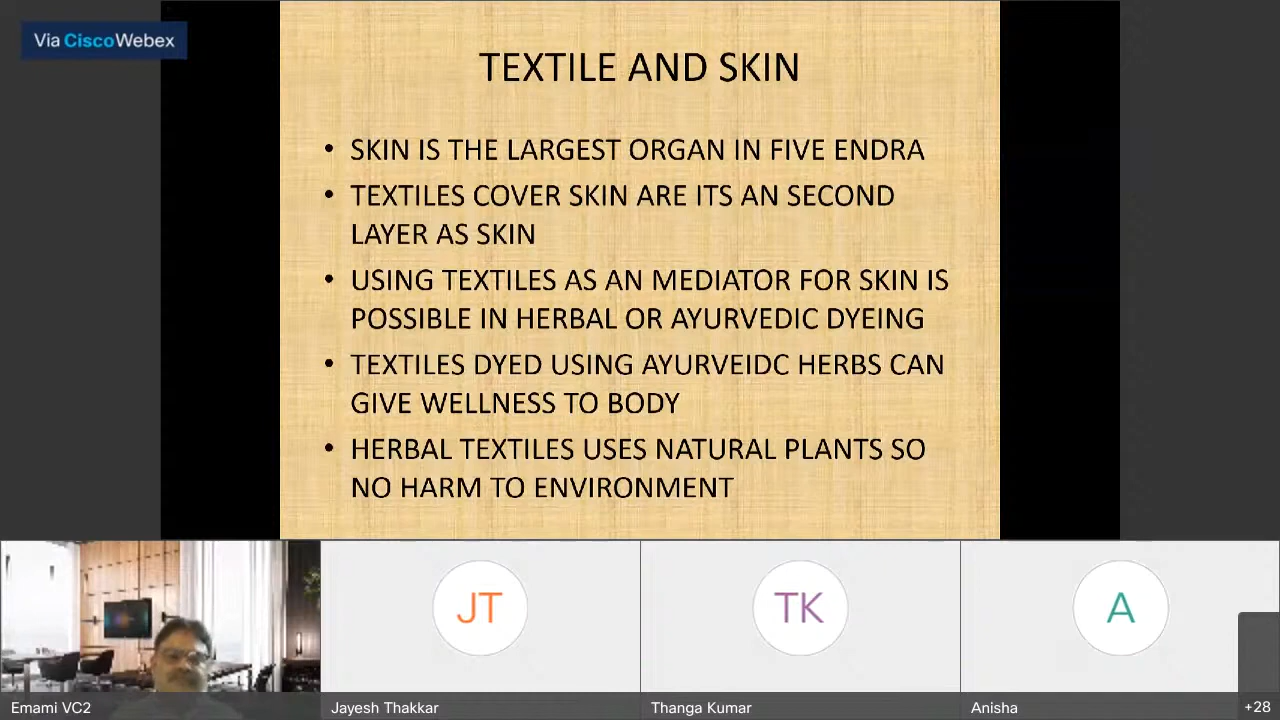 Via CiscoWebex
TEXTILE AND SKIN
• SKIN IS THE LARGEST ORGAN IN FIVE ENDRA
• TEXTILES COVER SKIN ARE ITS AN SECOND
LAYER AS SKIN
• USING TEXTILES AS AN MEDIATOR FOR SKIN IS
POSSIBLE IN HERBAL OR AYURVEDIC DYEING
• TEXTILES DYED USING AYURVEIDC HERBS CAN
GIVE WELLNESS TO BODY
• HERBAL TEXTILES USES NATURAL PLANTS SO
NO HARM TO ENVIRONMENT
JT
TK
A
Emami VC2
Jayesh Thakkar
Thanga Kumar
Anisha
+28